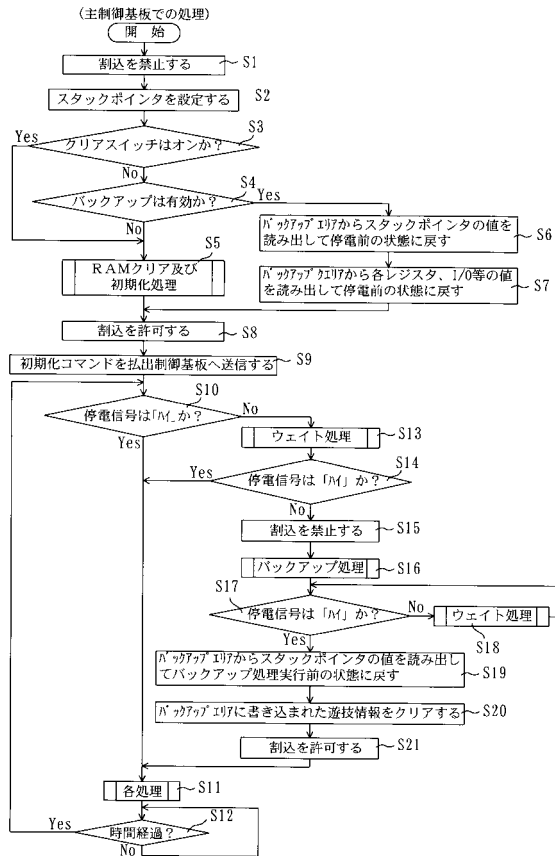 (主制御基板での処理)
開 始
割込を禁止する
S1
スタックポインタを設定する
S2
S3
Yes
クリアスイッチはオンか?
No
S4
バックアップは有効か?
Yes
No
バックアップエリアからスタックポインタの値を
読み出して停電前の状態に戻す
S6
S5
RAMクリア及び
初期化処理
バックアップクエリアから各レジスタ、I/O等の値
を読み出して停電前の状態に戻す
S7
割込を許可する
S8
初期化コマンドを払出制御基板へ送信する
S9
S10
停電信号は「ハイ」か?
No
Yes
ウェイト処理
S13
S14
Yes
停電信号は「ハイ」か?
No
割込を禁止する
S15
バックアップ処理
S16
S17
停電信号は「ハイ」か?
No
ウェイト処理
S18
Yes
バックアップエリアからスタックポインタの値を読み出し
てバックアップ処理実行前の状態に戻す
S19
バックアップエリアに書き込まれた遊技情報をクリアする
S20
割込を許可する
S21
各処理
S11
S12
Yes
時間経過?
No